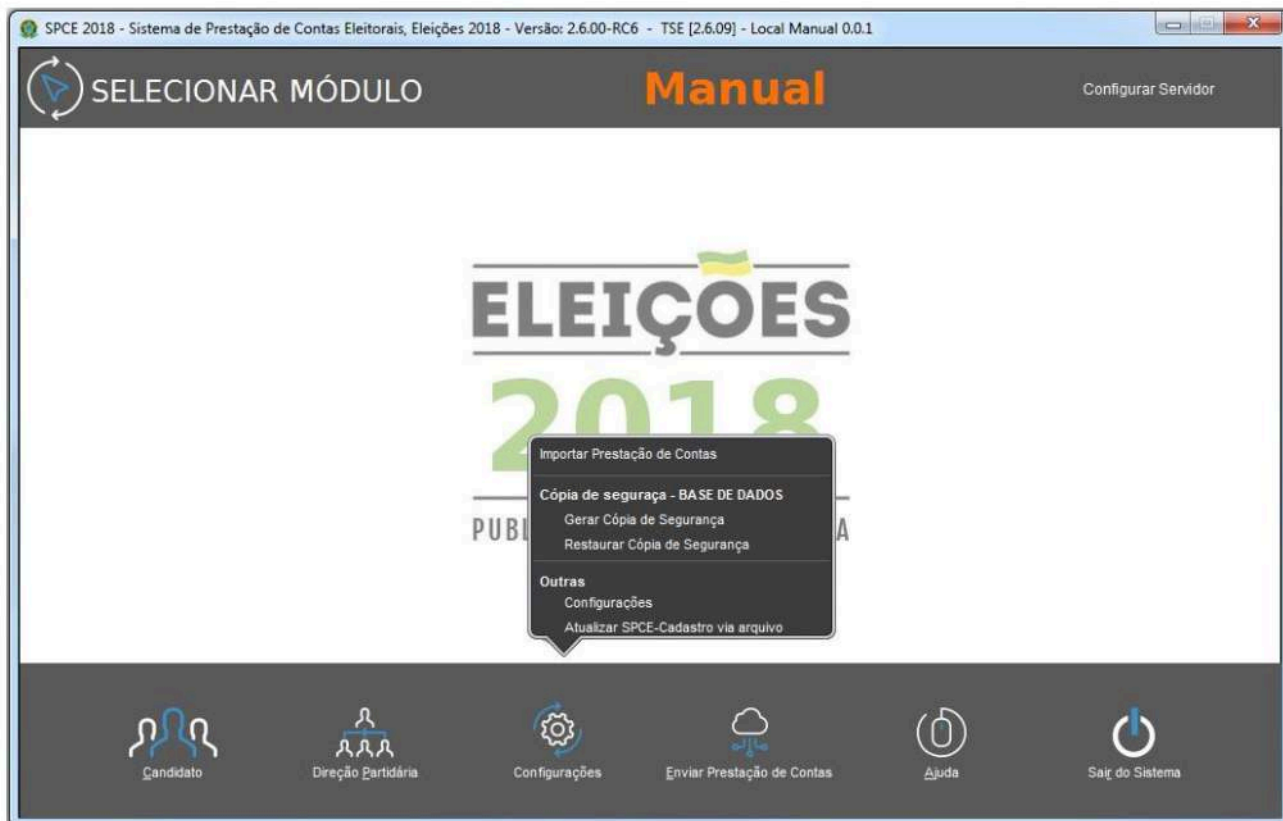 SPCE 2018 - Sistema de Prestação de Contas Eleitorais, Eleições 2018 - Versão: 2.6.00-RC6 - TSE [2.6.09] - Local Manual 0.0.1
SELECIONAR MÓDULO
Manual
Configurar Servidor
ELEIÇÕES
2018
Importar Prestação de Contas
Cópia de seguraça - BASE DE DADOS
Gerar Cópia de Segurança
Restaurar Cópia de Segurança
Outras
Configurações
Atualizar SPCE-Cadastro via arquivo
Candidato
Direção Partidária
Configurações
Enviar Prestação de Contas
Ajuda
Sair do Sistema